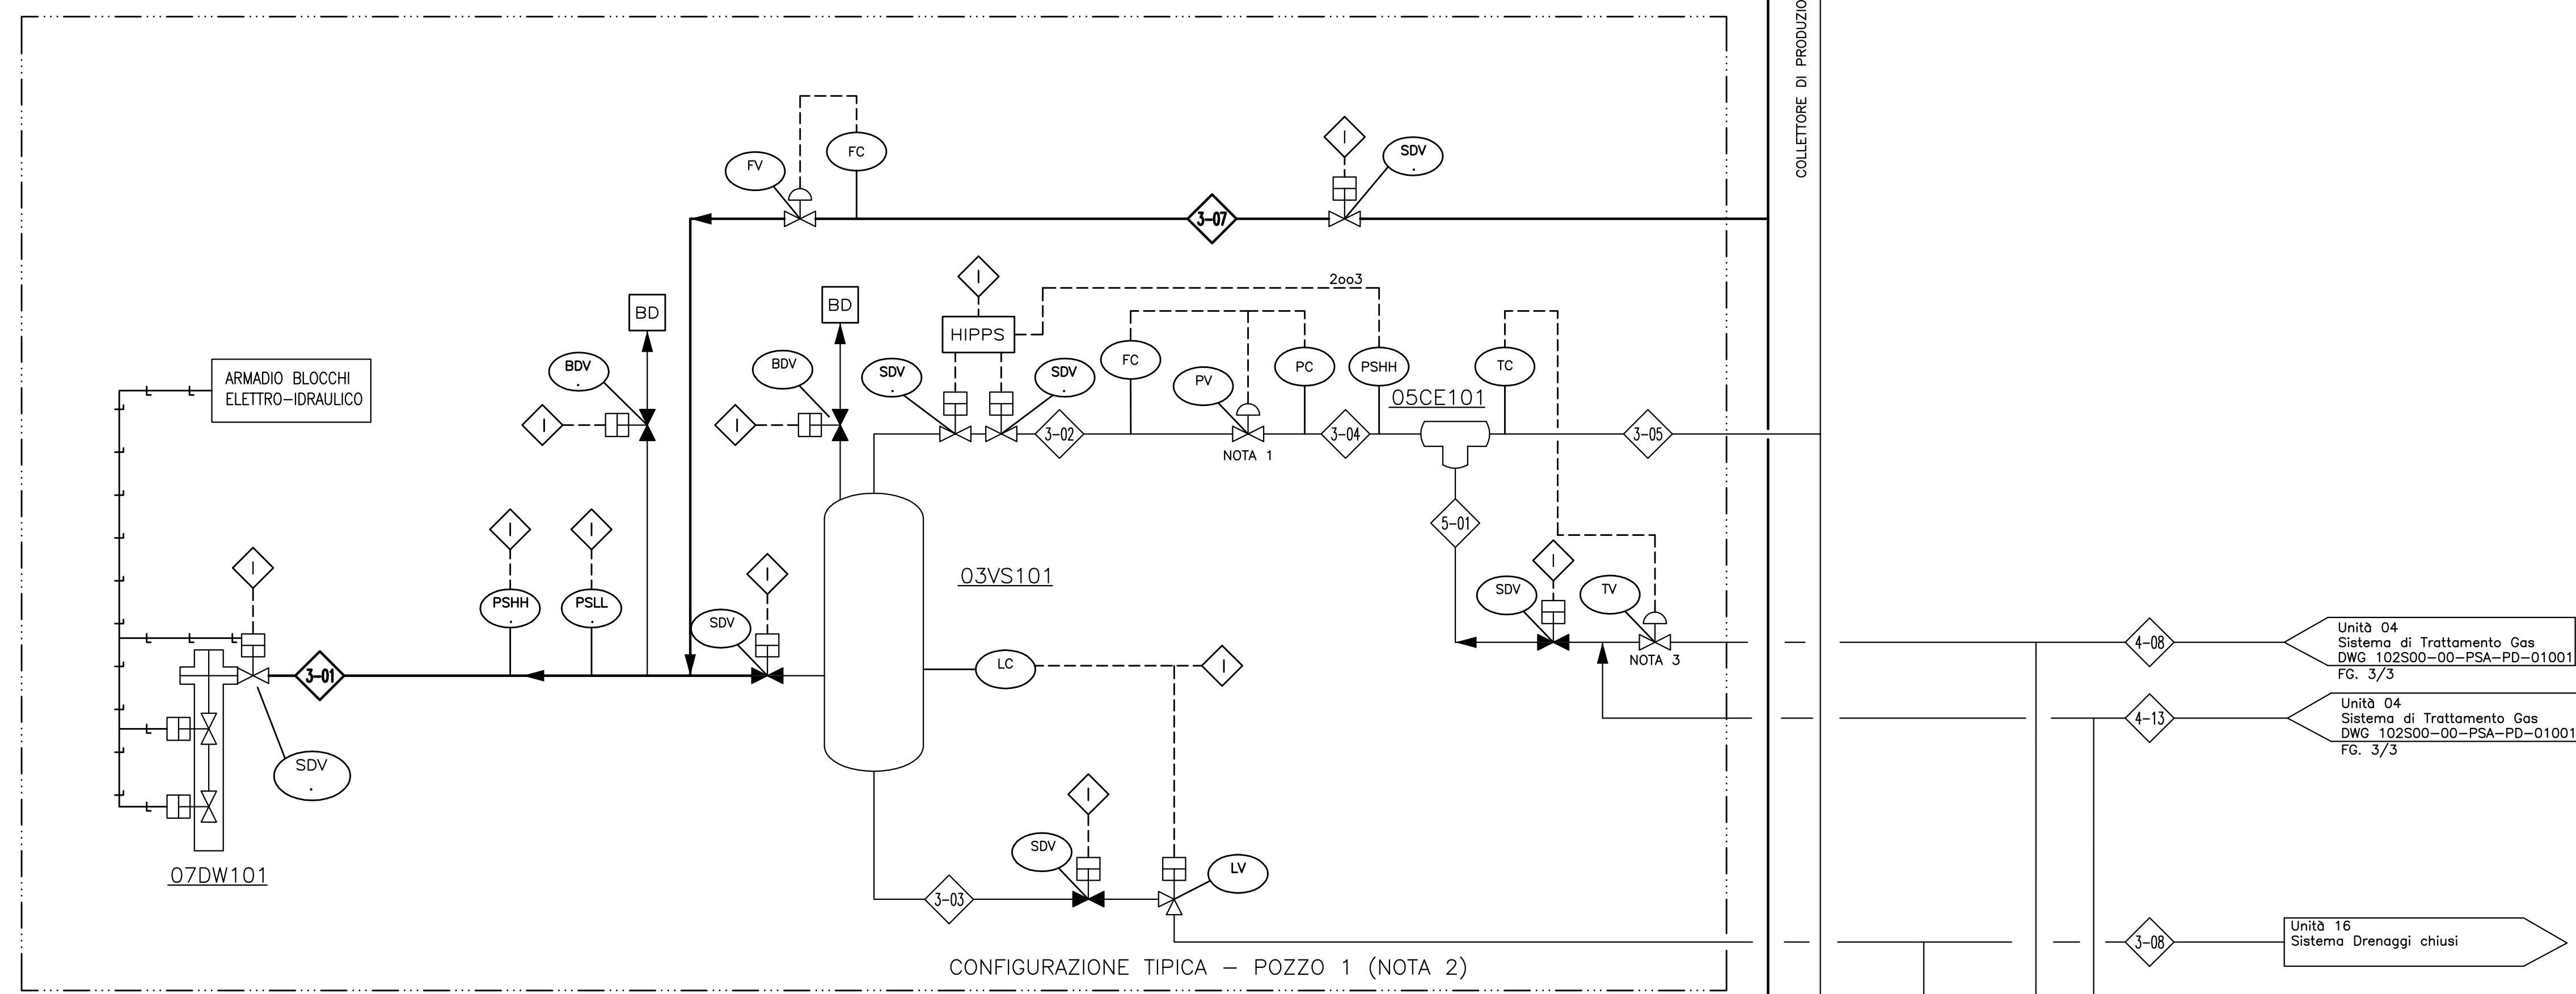 COLLETTORE DI PRODUZIO
FV
FC
SDV
.
I
3-07
BD
BD
I
HIPPS
2oo3
BDV
.
BDV
SDV
.
SDV
.
FC
PV
PC
PSHH
TC
I
I
3-02
NOTA 1
3-04
05CE101
3-05
ARMADIO BLOCCHI
ELETTRO-IDRAULICO
5-01
I
I
I
I
PSHH
.
PSLL
.
SDV
03VS101
I
SDV
TV
NOTA 3
LC
I
3-01
SDV
.
07DW101
I
SDV
LV
3-03
4-08
Unità 04
Sistema di Trattamento Gas
DWG 102S00-00-PSA-PD-01001
FG. 3/3
4-13
Unità 04
Sistema di Trattamento Gas
DWG 102S00-00-PSA-PD-01001
FG. 3/3
3-08
Unità 16
Sistema Drenaggi chiusi
CONFIGURAZIONE TIPICA - POZZO 1 (NOTA 2)